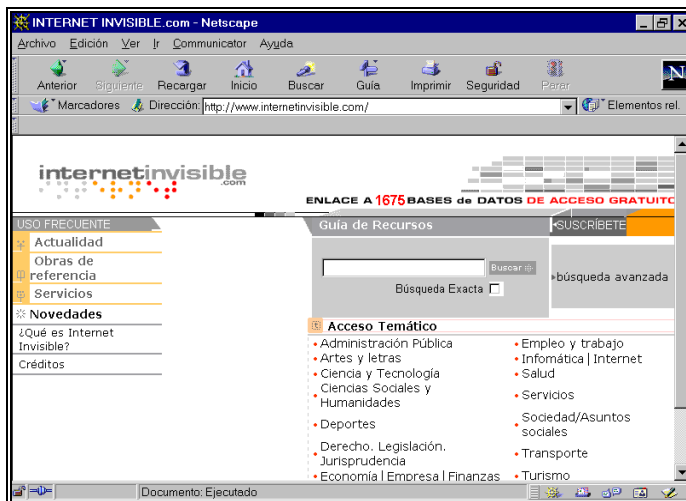 INTERNET INVISIBLE.com - Netscape
Archivo Edición Ver Ir Communicator Ayuda
Anterior Siguiente Recargar Inicio Buscar Guía Imprimir Seguridad Parar
N
Marcadores Dirección: http://www.internetinvisible.com/ Elementos rel.
internetinvisible
.com
ENLACE A 1675 BASES de DATOS DE ACCESO GRATUITO
USO FRECUENTE
Actualidad
Obras de
referencia
Servicios
Novedades
¿Qué es Internet
Invisible?
Créditos
Guía de Recursos
SUSCRÍBETE
Buscar
Búsqueda Exacta
búsqueda avanzada
Acceso Temático
Administración Pública
Artes y letras
Ciencia y Tecnología
Ciencias Sociales y
Humanidades
Deportes
Derecho. Legislación.
Jurisprudencia
Economía | Empresa | Finanzas
Empleo y trabajo
Infomática | Internet
Salud
Servicios
Sociedad/Asuntos
sociales
Transporte
Turismo
Documento: Ejecutado